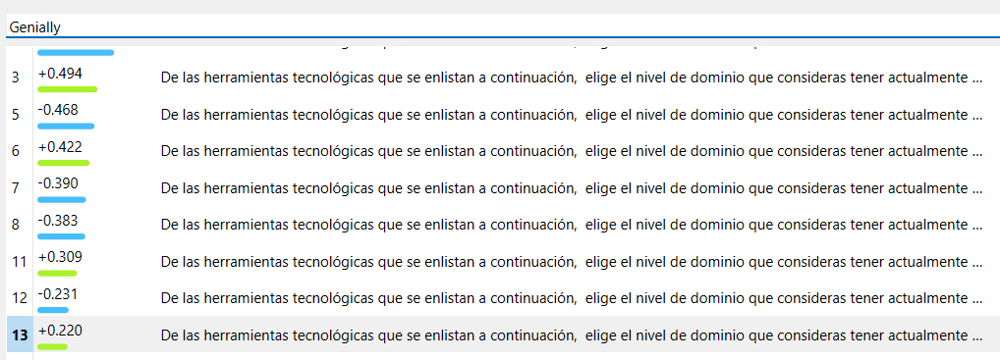 Genially
3 +0.494 De las herramientas tecnológicas que se enlistan a continuación,  elige el nivel de dominio que consideras tener actualmente ...
5 -0.468 De las herramientas tecnológicas que se enlistan a continuación,  elige el nivel de dominio que consideras tener actualmente ...
6 +0.422 De las herramientas tecnológicas que se enlistan a continuación,  elige el nivel de dominio que consideras tener actualmente ...
7 -0.390 De las herramientas tecnológicas que se enlistan a continuación,  elige el nivel de dominio que consideras tener actualmente ...
8 -0.383 De las herramientas tecnológicas que se enlistan a continuación,  elige el nivel de dominio que consideras tener actualmente ...
11 +0.309 De las herramientas tecnológicas que se enlistan a continuación,  elige el nivel de dominio que consideras tener actualmente ...
12 -0.231 De las herramientas tecnológicas que se enlistan a continuación,  elige el nivel de dominio que consideras tener actualmente ...
13 +0.220 De las herramientas tecnológicas que se enlistan a continuación,  elige el nivel de dominio que consideras tener actualmente ...